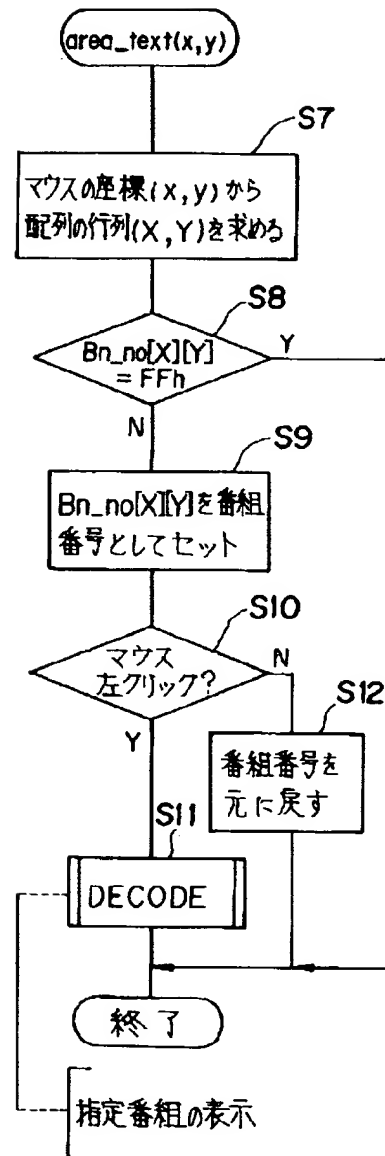 area_text(x,y)
S7
マウスの座標(x,y)から
配列の行列(X,Y)を求める
S8
Bn_no[X][Y]
=FFh
Y
N
S9
Bn_no[X][Y]を番組
番号としてセット
S10
マウス
左クリック?
N
Y
S12
番組番号を
元に戻す
S11
DECODE
終了
指定番組の表示